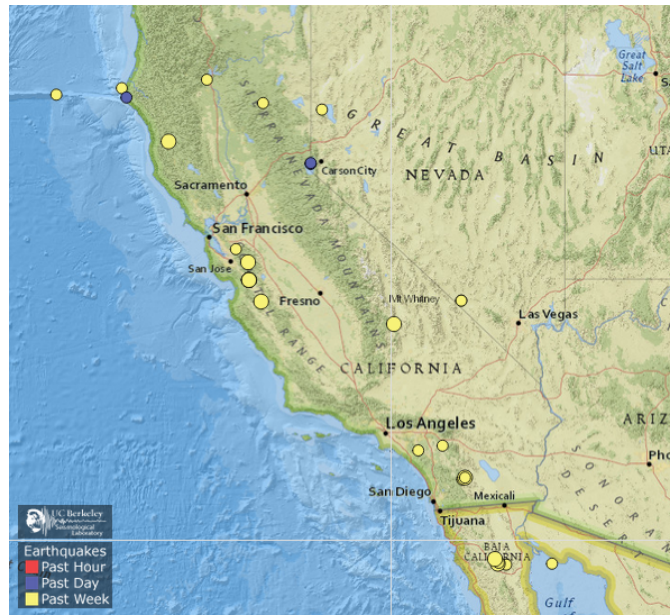 Great
Salt
Lake
GREAT BASIN
SIERRA NEVADA MOUNTAINS
Carson City
NEVADA
Sacramento
San Francisco
San Jose
Fresno
Mt Whitney
Las Vegas
RANGE
CALIFORNIA
Los Angeles
ARIZ
Pho
SONORAN
DESERT
San Diego
Mexicali
Tijuana
BAJA
CALIFORNIA
Gulf
UC Berkeley
Seismological
Laboratory
Earthquakes
Past Hour
Past Day
Past Week